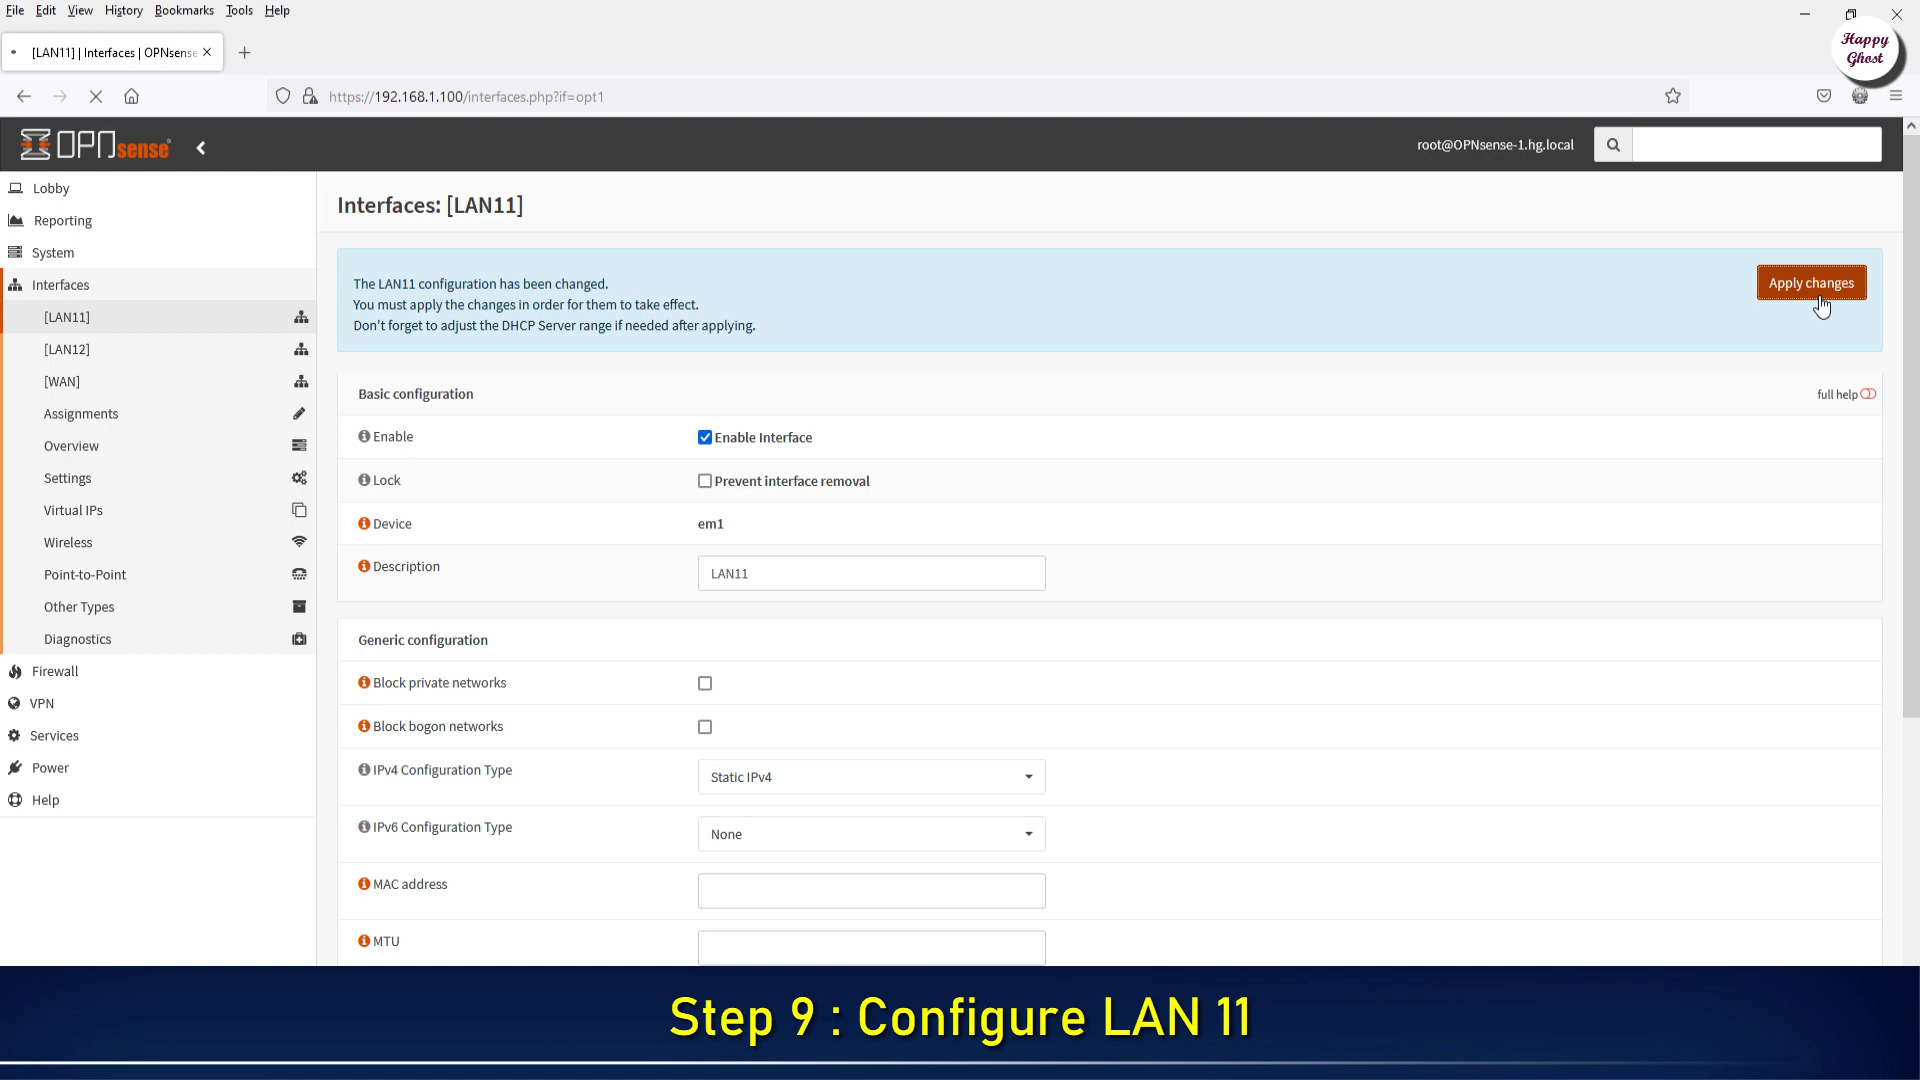 File Edit View History Bookmarks Tools Help
[LAN11] | Interfaces | OPNsense
Happy
Ghost
https://192.168.1.100/interfaces.php?if=opt1
OPNsense
root@OPNsense-1.hg.local
Lobby
Reporting
System
Interfaces
[LAN11]
[LAN12]
[WAN]
Assignments
Overview
Settings
Virtual IPs
Wireless
Point-to-Point
Other Types
Diagnostics
Firewall
VPN
Services
Power
Help
Interfaces: [LAN11]
The LAN11 configuration has been changed.
You must apply the changes in order for them to take effect.
Don't forget to adjust the DHCP Server range if needed after applying.
Apply changes
Basic configuration
full help
Enable
Enable Interface
Lock
Prevent interface removal
Device
em1
Description
LAN11
Generic configuration
Block private networks
Block bogon networks
IPv4 Configuration Type
Static IPv4
IPv6 Configuration Type
None
MAC address
MTU
Step 9 : Configure LAN 11